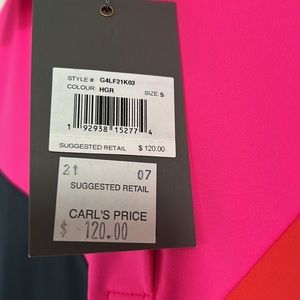 STYLE # G4LF21K03
COLOUR: HGR SIZE: S
1 92938 15277 4
SUGGESTED RETAIL $ 120.00
21 07
SUGGESTED RETAIL
CARL'S PRICE
$ -120.00